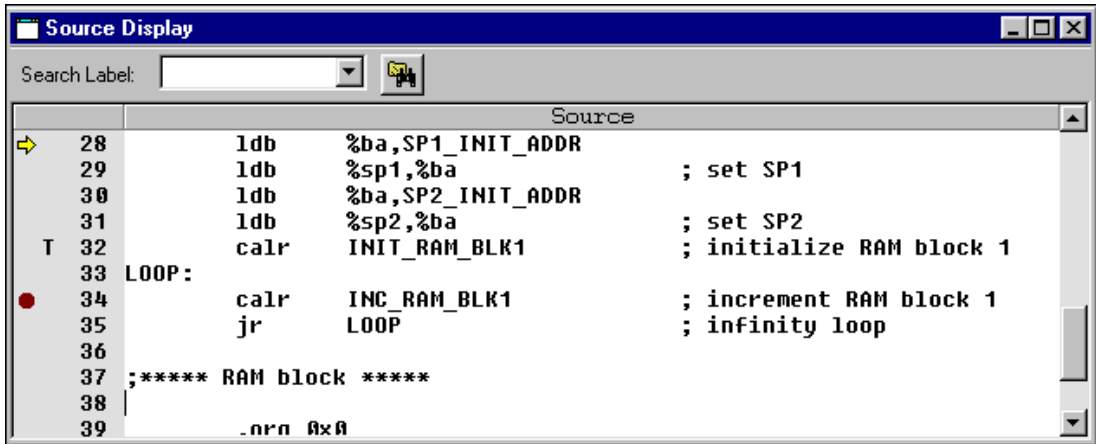 Source Display
Search Label:
Source
28 ldb %ba,SP1_INIT_ADDR
29 ldb %sp1,%ba ; set SP1
30 ldb %ba,SP2_INIT_ADDR
31 ldb %sp2,%ba ; set SP2
T 32 calr INIT_RAM_BLK1 ; initialize RAM block 1
33 LOOP:
34 calr INC_RAM_BLK1 ; increment RAM block 1
35 jr LOOP ; infinity loop
36
37 ;***** RAM block *****
38
39 .org 0x0